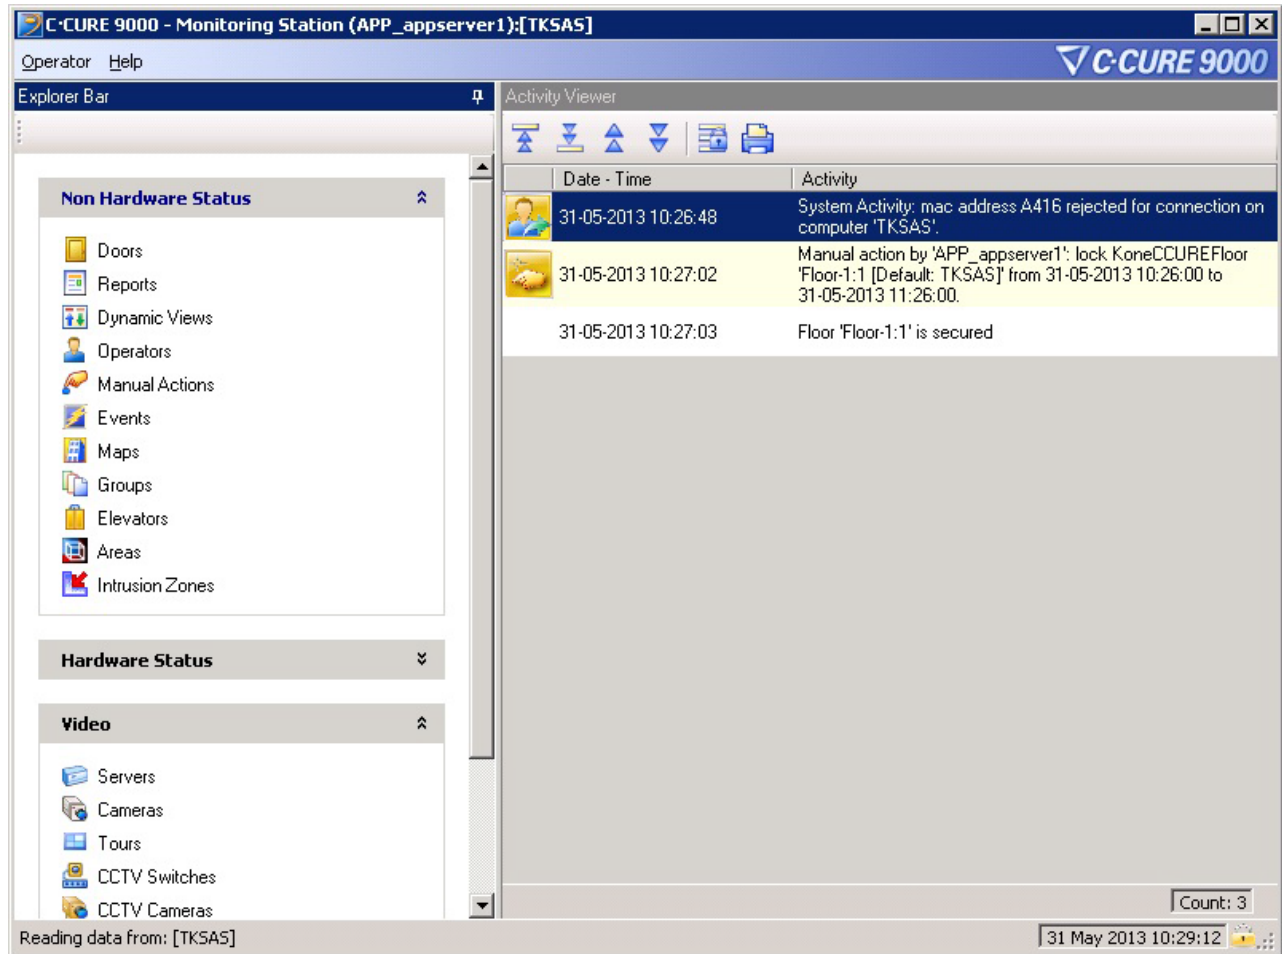 C•CURE 9000 - Monitoring Station (APP_appserver1):[TKSAS]
Operator Help
C•CURE 9000
Explorer Bar
Non Hardware Status
Doors
Reports
Dynamic Views
Operators
Manual Actions
Events
Maps
Groups
Elevators
Areas
Intrusion Zones
Hardware Status
Video
Servers
Cameras
Tours
CCTV Switches
CCTV Cameras
Activity Viewer
Date - Time Activity
31-05-2013 10:26:48 System Activity: mac address A416 rejected for connection on
computer 'TKSAS'.
31-05-2013 10:27:02 Manual action by 'APP_appserver1': lock KoneCCUREFloor
'Floor-1:1 [Default: TKSAS]' from 31-05-2013 10:26:00 to
31-05-2013 11:26:00.
31-05-2013 10:27:03 Floor 'Floor-1:1' is secured
Count: 3
Reading data from: [TKSAS]
31 May 2013 10:29:12